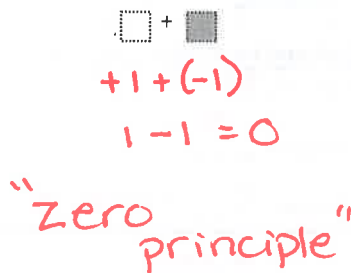 +
+1+(-1)
1-1=0
"Zero
principle"